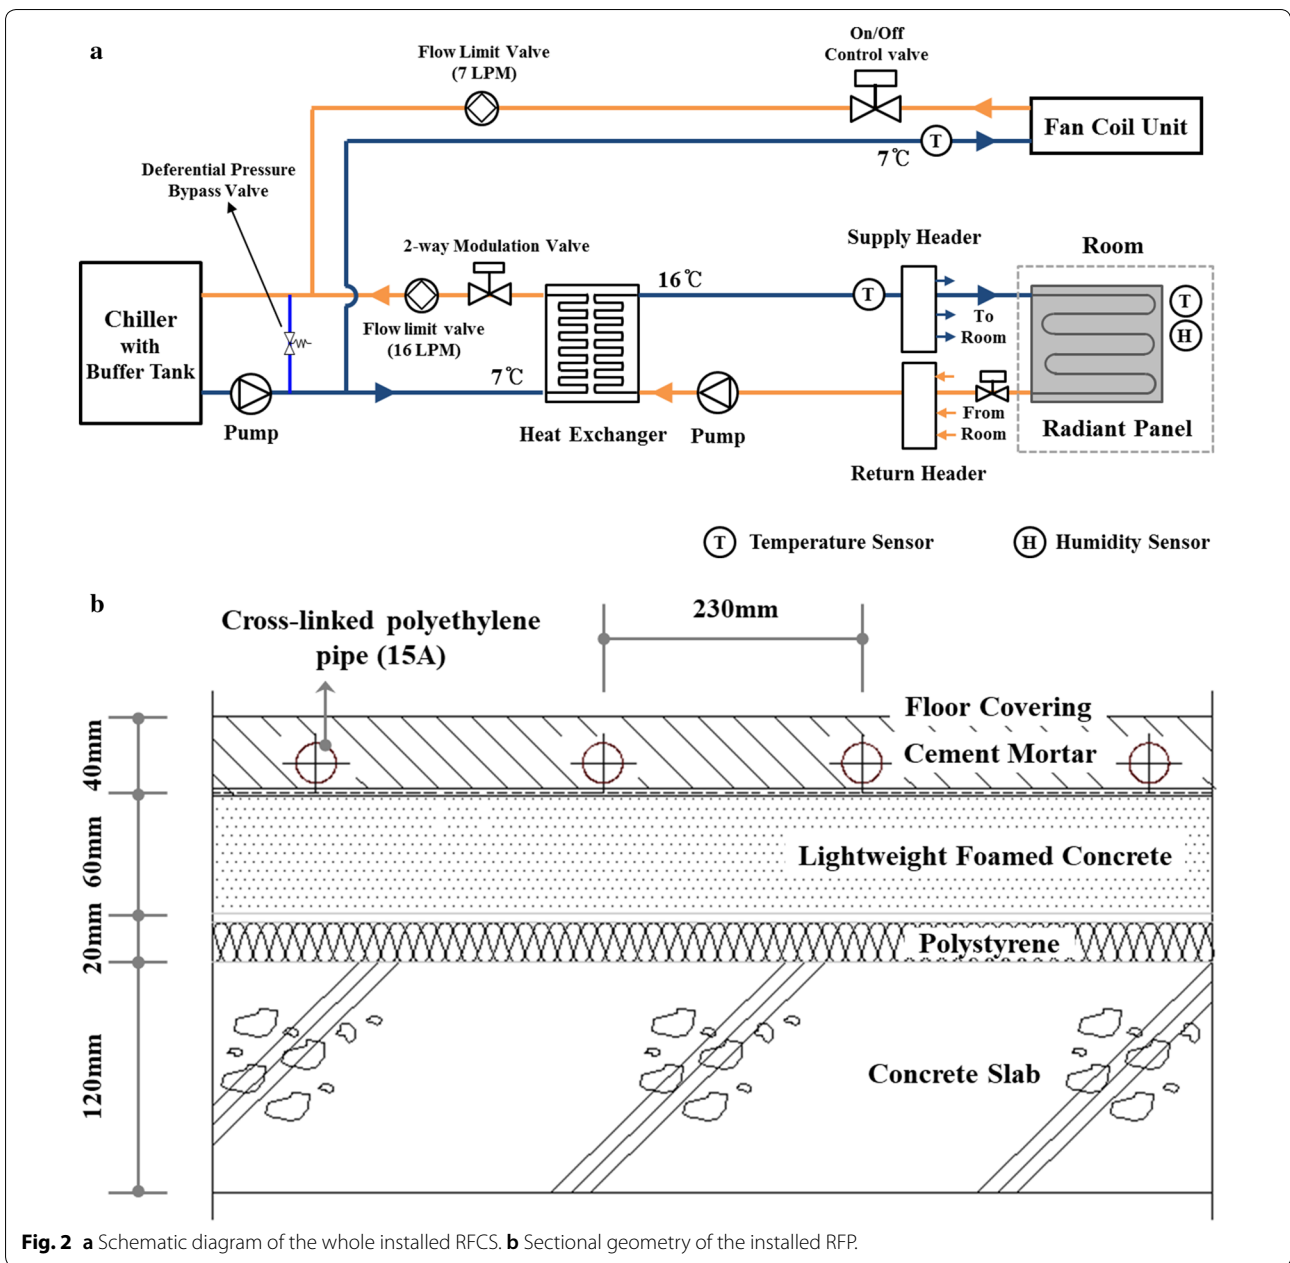 a
Flow Limit Valve
(7 LPM)
On/Off
Control valve
Fan Coil Unit
T
7℃
Deferential Pressure
Bypass Valve
2-way Modulation Valve
Supply Header
Room
Chiller
with
Buffer Tank
16℃
T
To
Room
T
H
Flow limit valve
(16 LPM)
7℃
Pump
Heat Exchanger
Pump
From
Room
Radiant Panel
Return Header
T Temperature Sensor
H Humidity Sensor
b
Cross-linked polyethylene
pipe (15A)
230mm
40mm
Floor Covering
Cement Mortar
60mm
Lightweight Foamed Concrete
20mm
Polystyrene
120mm
Concrete Slab
Fig. 2 a Schematic diagram of the whole installed RFCS. b Sectional geometry of the installed RFP.